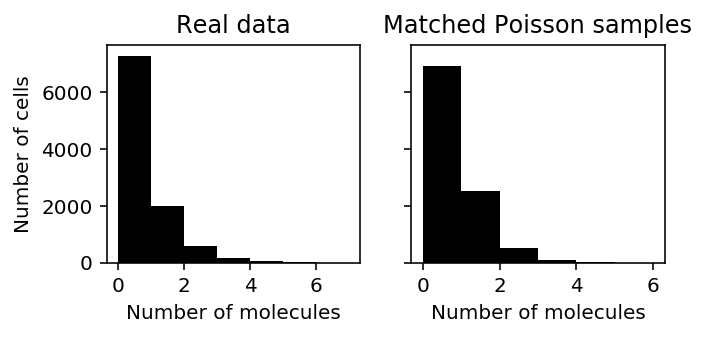 Real data
Matched Poisson samples
Number of cells
6000
4000
2000
0
0 2 4 6
0 2 4 6
Number of molecules
Number of molecules